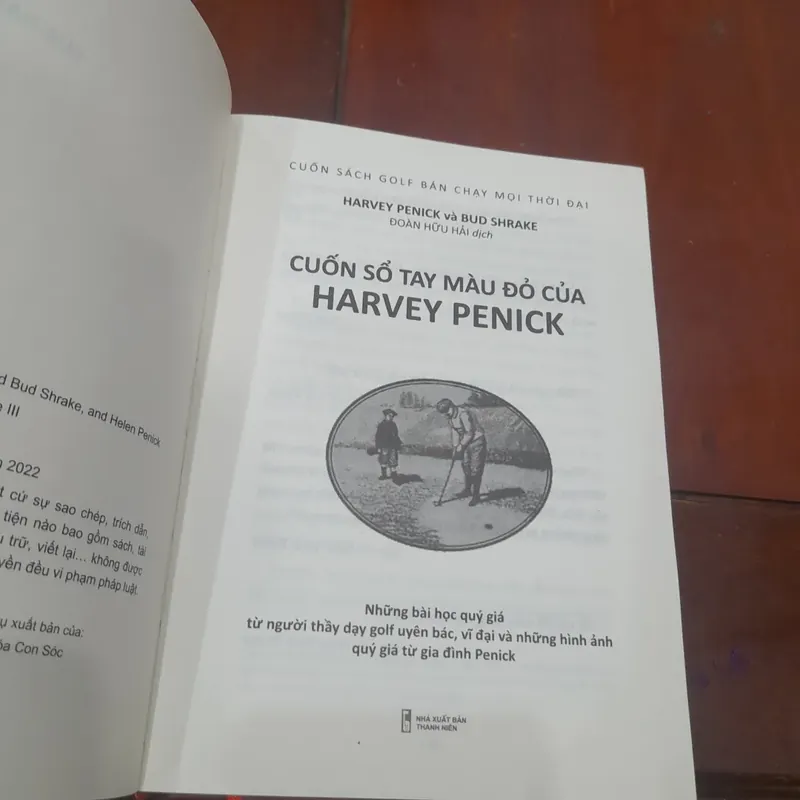 d Bud Shrake, and Helen Penick
e III
2022
t cứ sự sao chép, trích dẫn,
tiện nào bao gồm sách, tài
u trữ, viết lại... không được
yền đều vi phạm pháp luật.
ụ xuất bản của:
óa Con Sóc
CUỐN SÁCH GOLF BÁN CHẠY MỌI THỜI ĐẠI
HARVEY PENICK và BUD SHRAKE
ĐOÀN HỮU HẢI dịch
CUỐN SỔ TAY MÀU ĐỎ CỦA
HARVEY PENICK
Những bài học quý giá
từ người thầy dạy golf uyên bác, vĩ đại và những hình ảnh
quý giá từ gia đình Penick
NHÀ XUẤT BẢN
THANH NIÊN